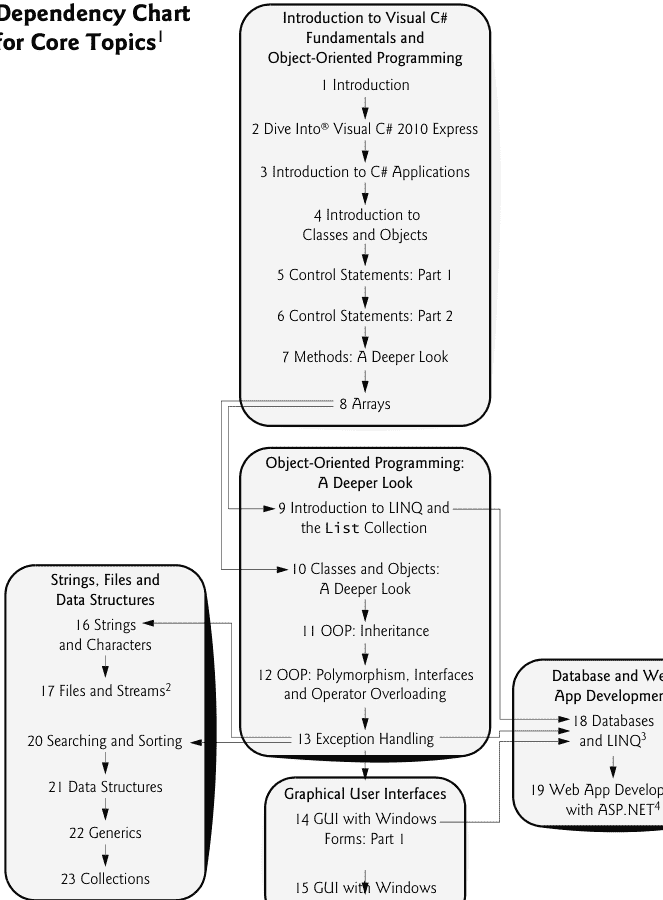 Dependency Chart
for Core Topics1
Introduction to Visual C#
Fundamentals and
Object-Oriented Programming
1 Introduction
2 Dive Into® Visual C# 2010 Express
3 Introduction to C# Applications
4 Introduction to
Classes and Objects
5 Control Statements: Part 1
6 Control Statements: Part 2
7 Methods: A Deeper Look
8 Arrays
Object-Oriented Programming:
A Deeper Look
9 Introduction to LINQ and
the List Collection
10 Classes and Objects:
A Deeper Look
11 OOP: Inheritance
12 OOP: Polymorphism, Interfaces
and Operator Overloading
13 Exception Handling
Strings, Files and
Data Structures
16 Strings
and Characters
17 Files and Streams2
20 Searching and Sorting
21 Data Structures
22 Generics
23 Collections
Graphical User Interfaces
14 GUI with Windows
Forms: Part 1
15 GUI with Windows
Database and We
App Developmen
18 Databases
and LINQ3
19 Web App Develop
with ASP.NET4